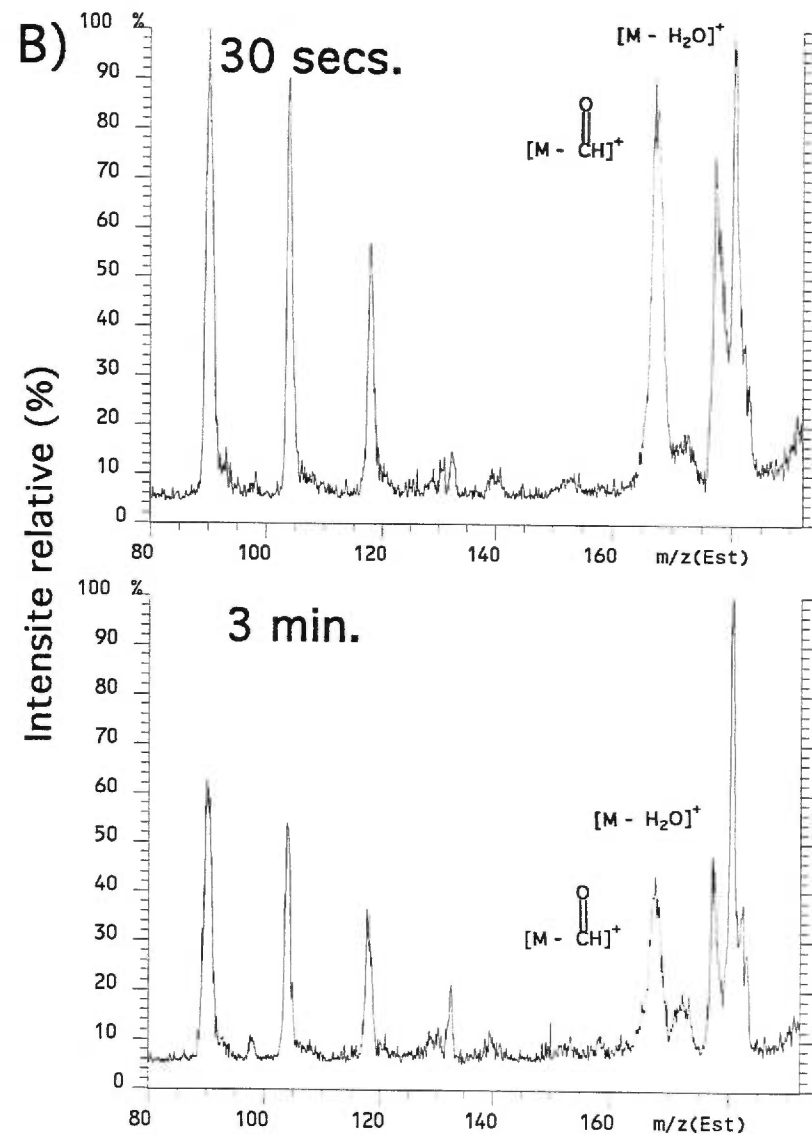 B)
100 %
90
80
70
60
50
40
30
20
10
0
30 secs.
[M - H₂O]⁺
O
[M - CH]⁺
80 100 120 140 160 m/z(Est)
Intensite relative (%)
100 %
90
80
70
60
50
40
30
20
10
0
3 min.
[M - H₂O]⁺
O
[M - CH]⁺
80 100 120 140 160 m/z(Est)